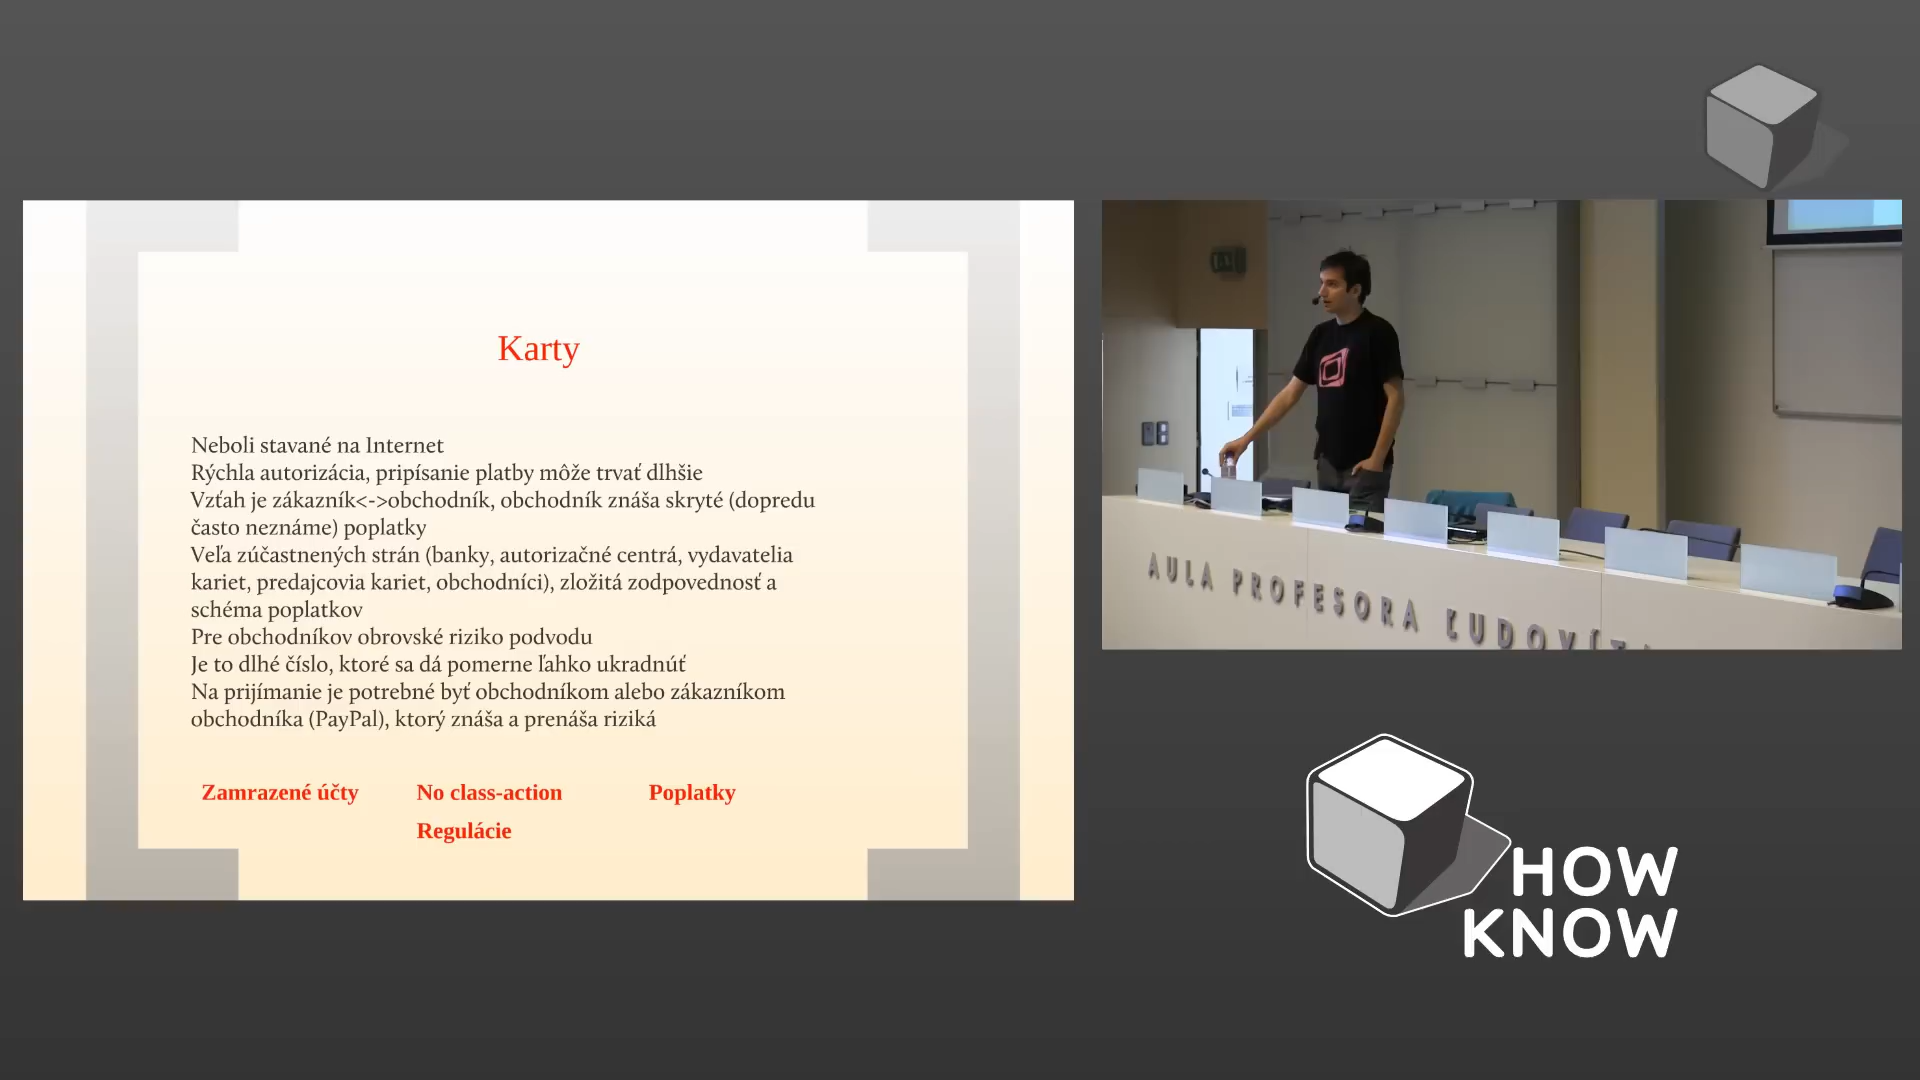 Karty
Neboli stavané na Internet
Rýchla autorizácia, pripísanie platby môže trvať dlhšie
Vzťah je zákazník<->obchodník, obchodník znáša skryté (dopredu
často neznáme) poplatky
Veľa zúčastnených strán (banky, autorizačné centrá, vydavatelia
kariet, predajcovia kariet, obchodníci), zložitá zodpovednosť a
schéma poplatkov
Pre obchodníkov obrovské riziko podvodu
Je to dlhé číslo, ktoré sa dá pomerne ľahko ukradnúť
Na prijímanie je potrebné byť obchodníkom alebo zákazníkom
obchodníka (PayPal), ktorý znáša a prenáša riziká
Zamrazené účty No class-action Poplatky
Regulácie
AULA PROFESORA ĽUDOVÍT
HOW
KNOW